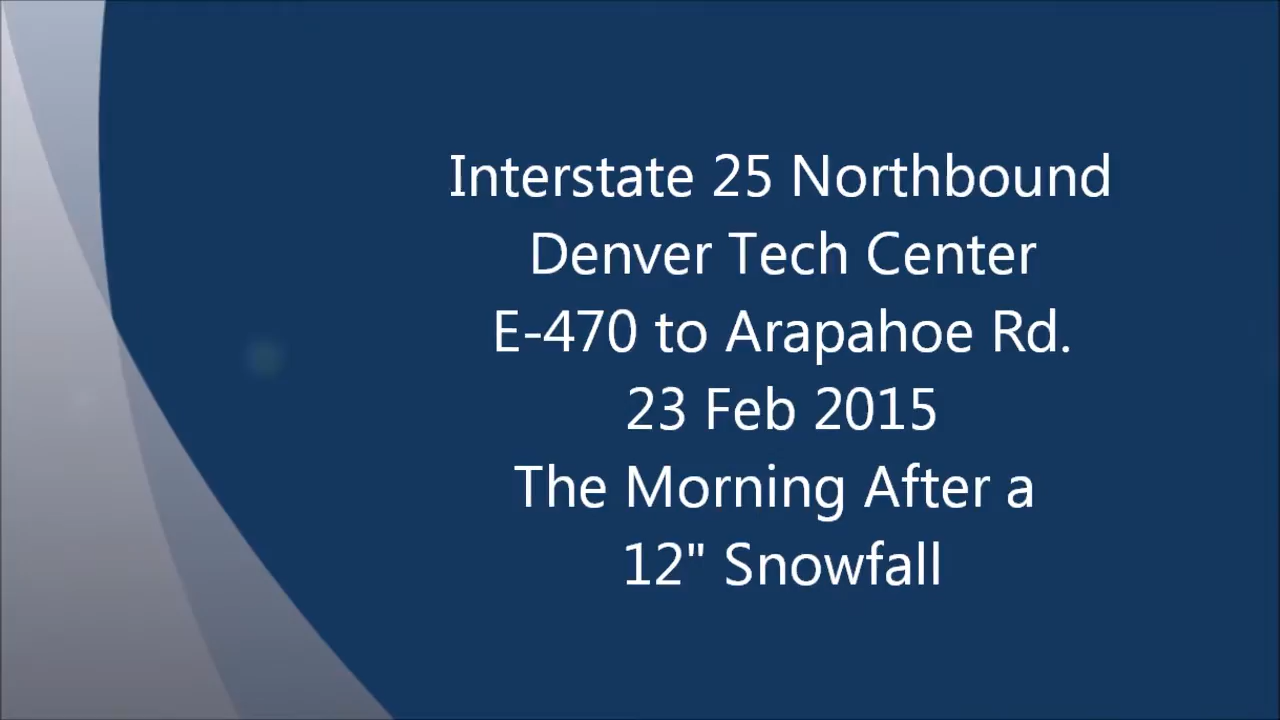 Interstate 25 Northbound
Denver Tech Center
E-470 to Arapahoe Rd.
23 Feb 2015
The Morning After a
12" Snowfall